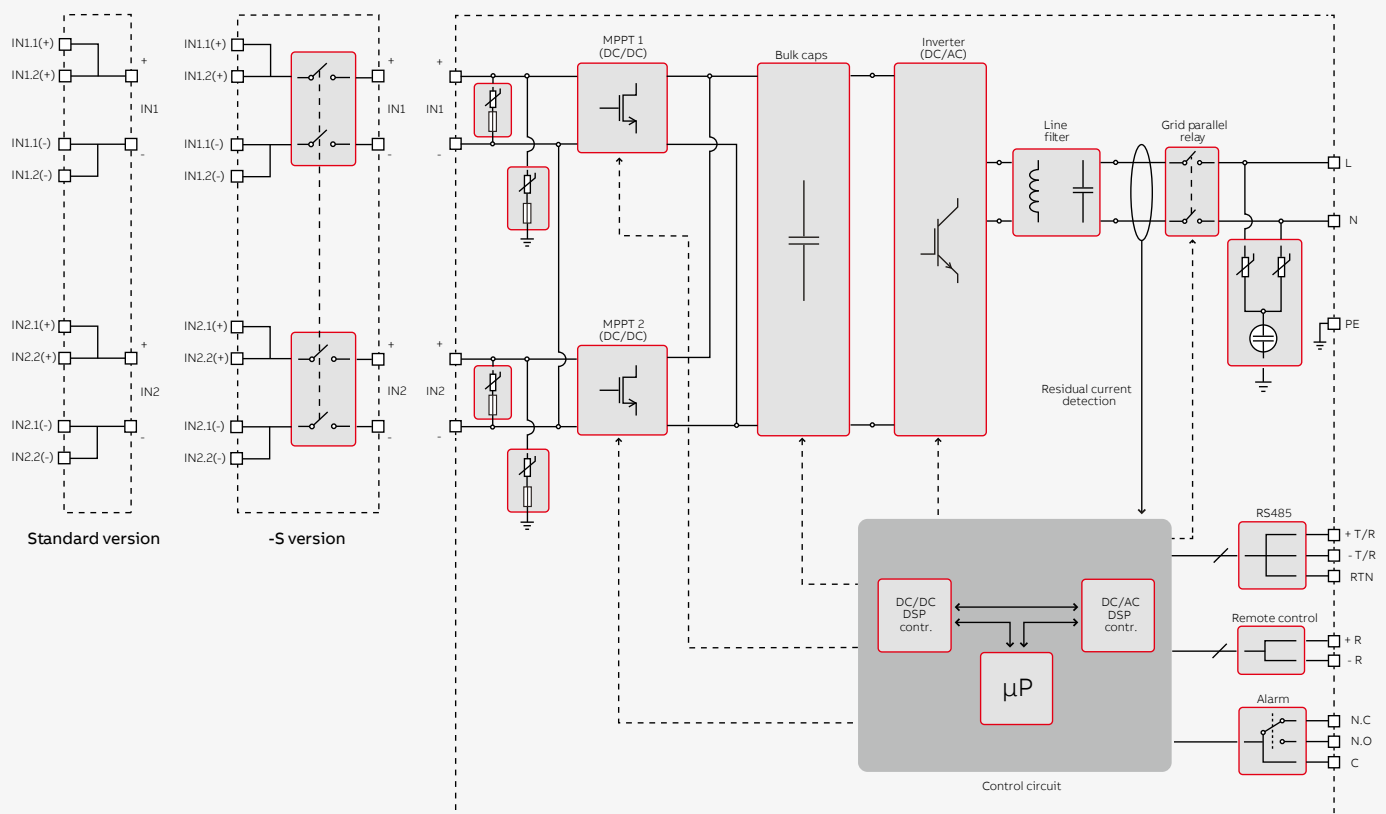 IN1.1(+)
IN1.2(+)
+
IN1
IN1.1(-)
-
IN1.2(-)
IN2.1(+)
+
IN2.2(+)
IN2
IN2.1(-)
-
IN2.2(-)
Standard version
IN1.1(+)
IN1.2(+)
+
IN1
IN1.1(-)
-
IN1.2(-)
IN2.1(+)
+
IN2.2(+)
IN2
IN2.1(-)
-
IN2.2(-)
-S version
+
IN1
-
+
IN2
-
MPPT 1
(DC/DC)
MPPT 2
(DC/DC)
Bulk caps
Inverter
(DC/AC)
Line
filter
Grid parallel
relay
L
N
PE
Residual current
detection
DC/DC
DSP
contr.
DC/AC
DSP
contr.
µP
Control circuit
RS485
+ T/R
- T/R
RTN
Remote control
+ R
- R
Alarm
N.C
N.O
C